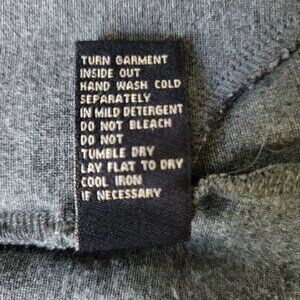 TURN GARMENT
INSIDE OUT
HAND WASH COLD
SEPARATELY
IN MILD DETERGENT
DO NOT BLEACH
DO NOT
TUMBLE DRY
LAY FLAT TO DRY
COOL IRON
IF NECESSARY